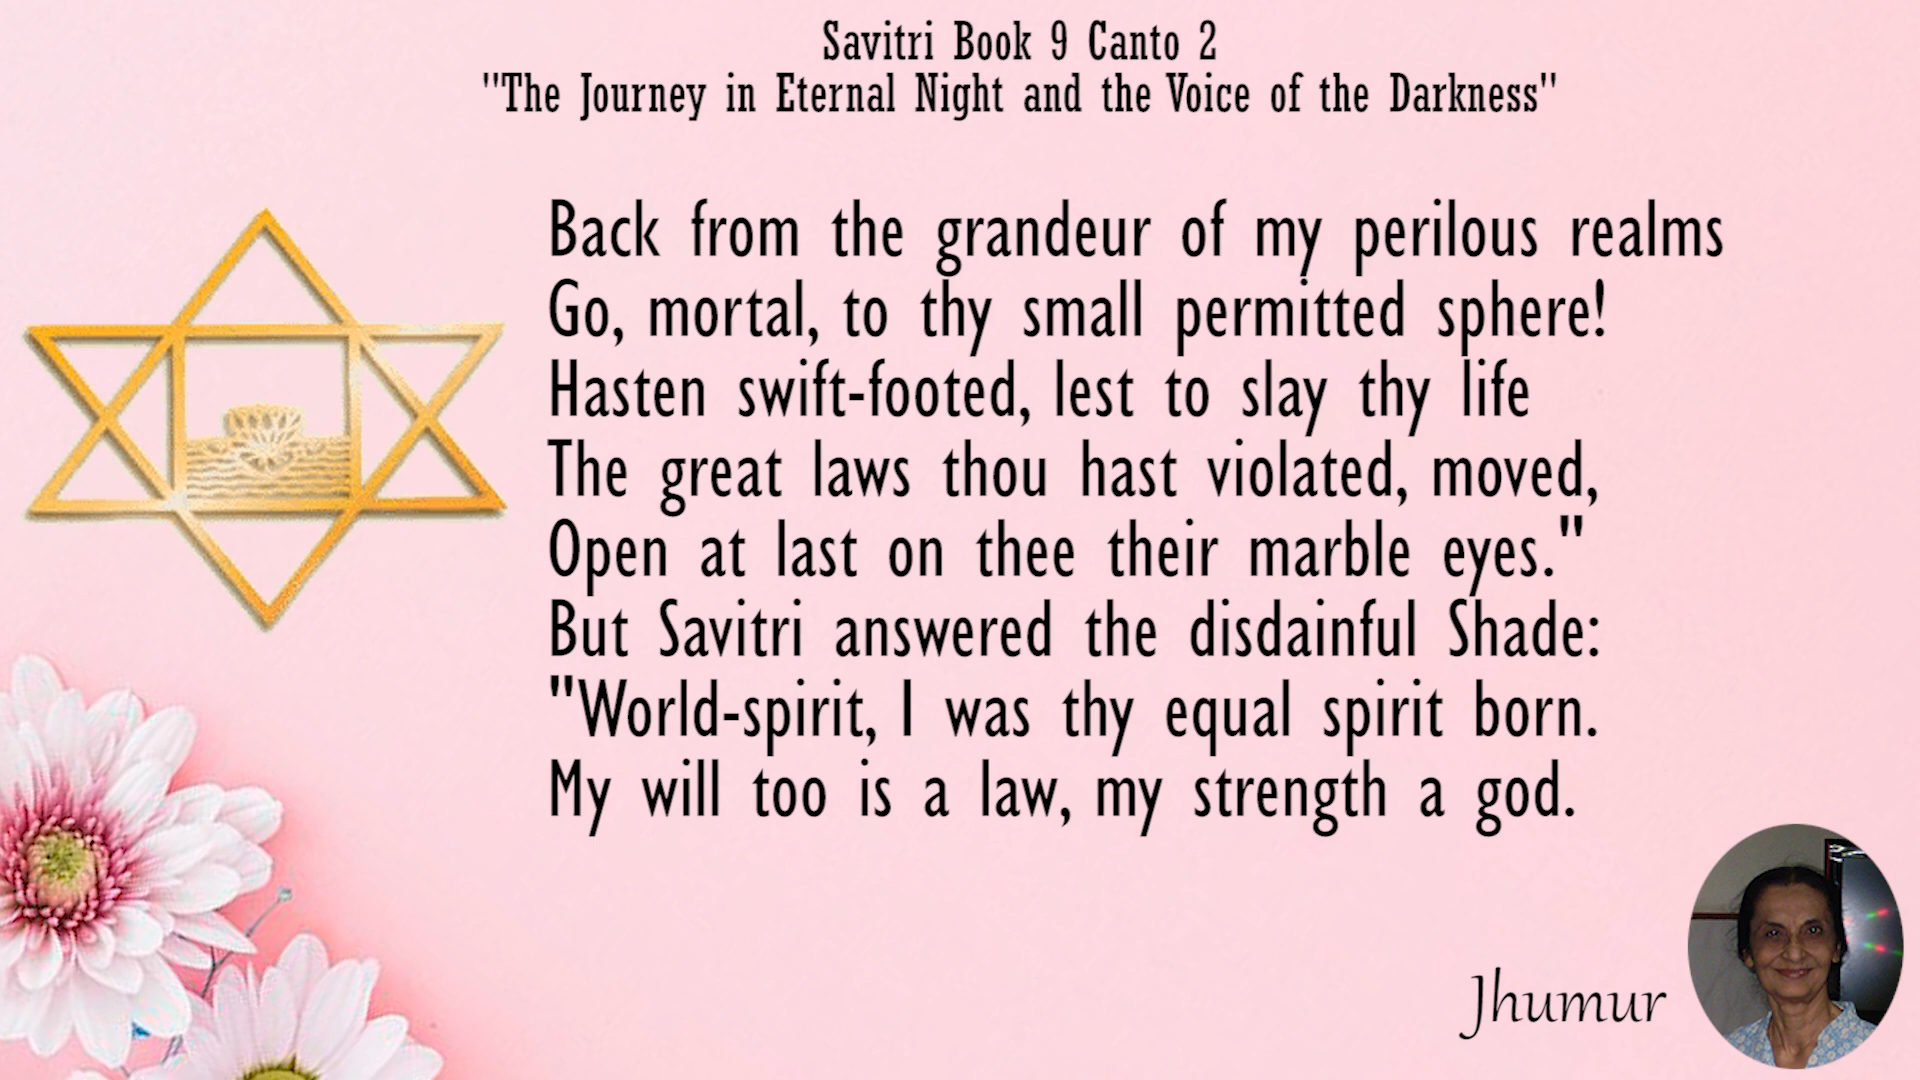 Savitri Book 9 Canto 2
"The Journey in Eternal Night and the Voice of the Darkness"
Back from the grandeur of my perilous realms
Go, mortal, to thy small permitted sphere!
Hasten swift-footed, lest to slay thy life
The great laws thou hast violated, moved,
Open at last on thee their marble eyes."
But Savitri answered the disdainful Shade:
"World-spirit, I was thy equal spirit born.
My will too is a law, my strength a god.
Jhumur